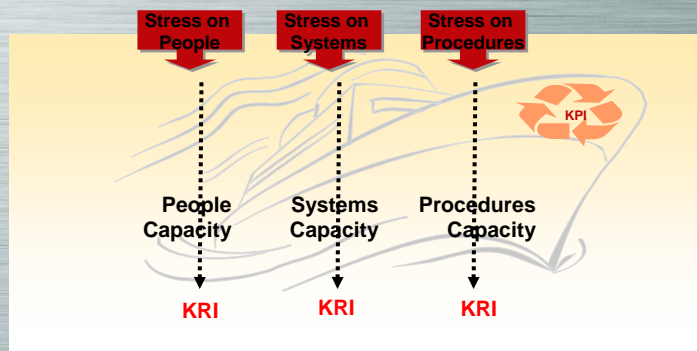 Stress on
People
Stress on
Systems
Stress on
Procedures
KPI
People
Capacity
Systems
Capacity
Procedures
Capacity
KRI
KRI
KRI